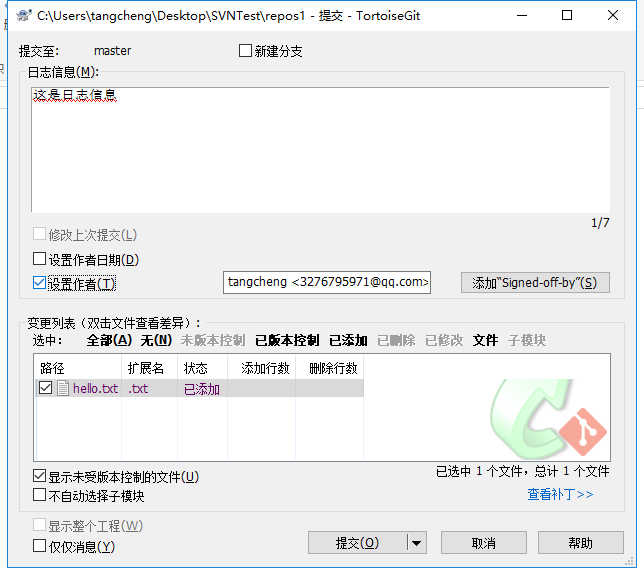 C:\Users\tangcheng\Desktop\SVNTest\repos1 - 提交 - TortoiseGit
提交至: master 新建分支
日志信息(M):
这是日志信息
1/7
修改上次提交(L)
设置作者日期(D)
设置作者(T) tangcheng <3276795971@qq.com> 添加“Signed-off-by”(S)
变更列表（双击文件查看差异）:
选中: 全部(A) 无(N) 未版本控制 已版本控制 已添加 已删除 已修改 文件 子模块
路径 扩展名 状态 添加行数 删除行数
hello.txt .txt 已添加
显示未受版本控制的文件(U) 已选中 1 个文件，总计 1 个文件
不自动选择子模块 查看补丁>>
显示整个工程(W)
仅仅消息(Y) 提交(O) 取消 帮助